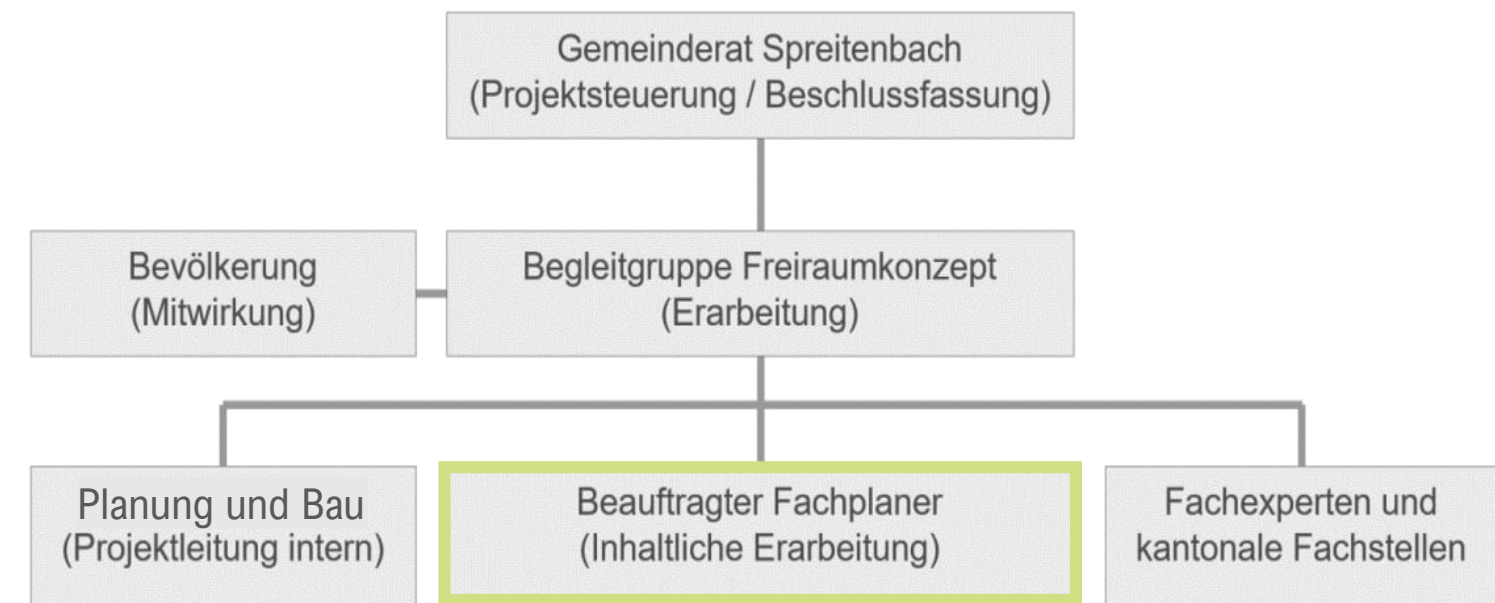 Gemeinderat Spreitenbach
(Projektsteuerung / Beschlussfassung)
Bevölkerung
(Mitwirkung)
Begleitgruppe Freiraumkonzept
(Erarbeitung)
Planung und Bau
(Projektleitung intern)
Beauftragter Fachplaner
(Inhaltliche Erarbeitung)
Fachexperten und
kantonale Fachstellen